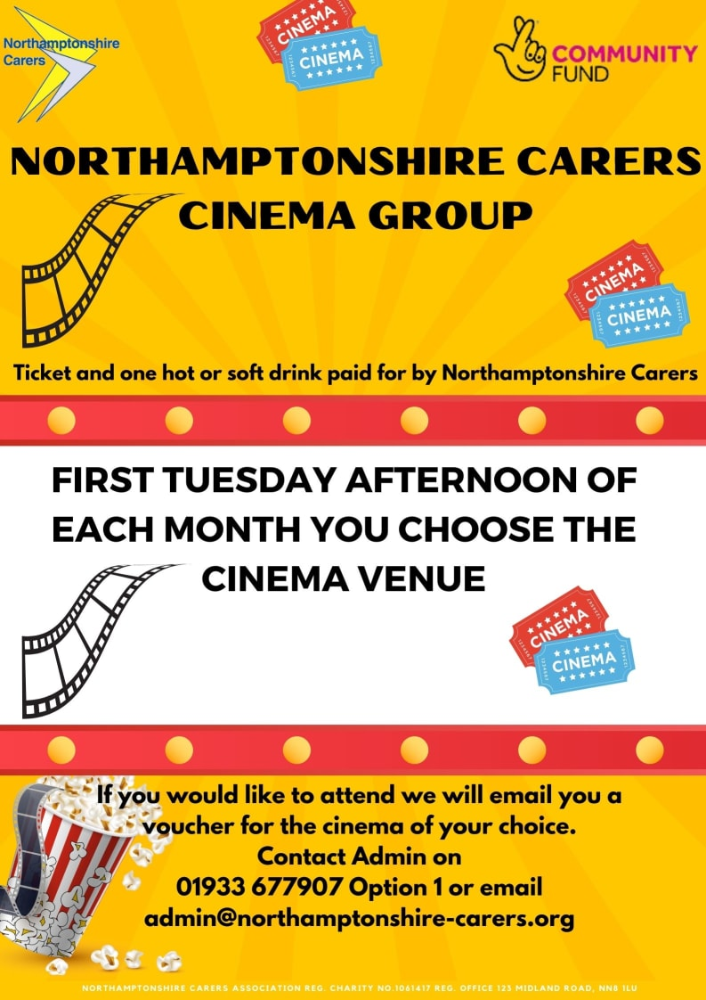 Northamptonshire
Carers
CINEMA
CINEMA
COMMUNITY
FUND
NORTHAMPTONSHIRE CARERS
CINEMA GROUP
CINEMA
CINEMA
Ticket and one hot or soft drink paid for by Northamptonshire Carers
FIRST TUESDAY AFTERNOON OF
EACH MONTH YOU CHOOSE THE
CINEMA VENUE
CINEMA
CINEMA
If you would like to attend we will email you a
voucher for the cinema of your choice.
Contact Admin on
01933 677907 Option 1 or email
admin@northamptonshire-carers.org
NORTHAMPTONSHIRE CARERS ASSOCIATION REG. CHARITY NO.1061417 REG. OFFICE 123 MIDLAND ROAD, NN8 1LU